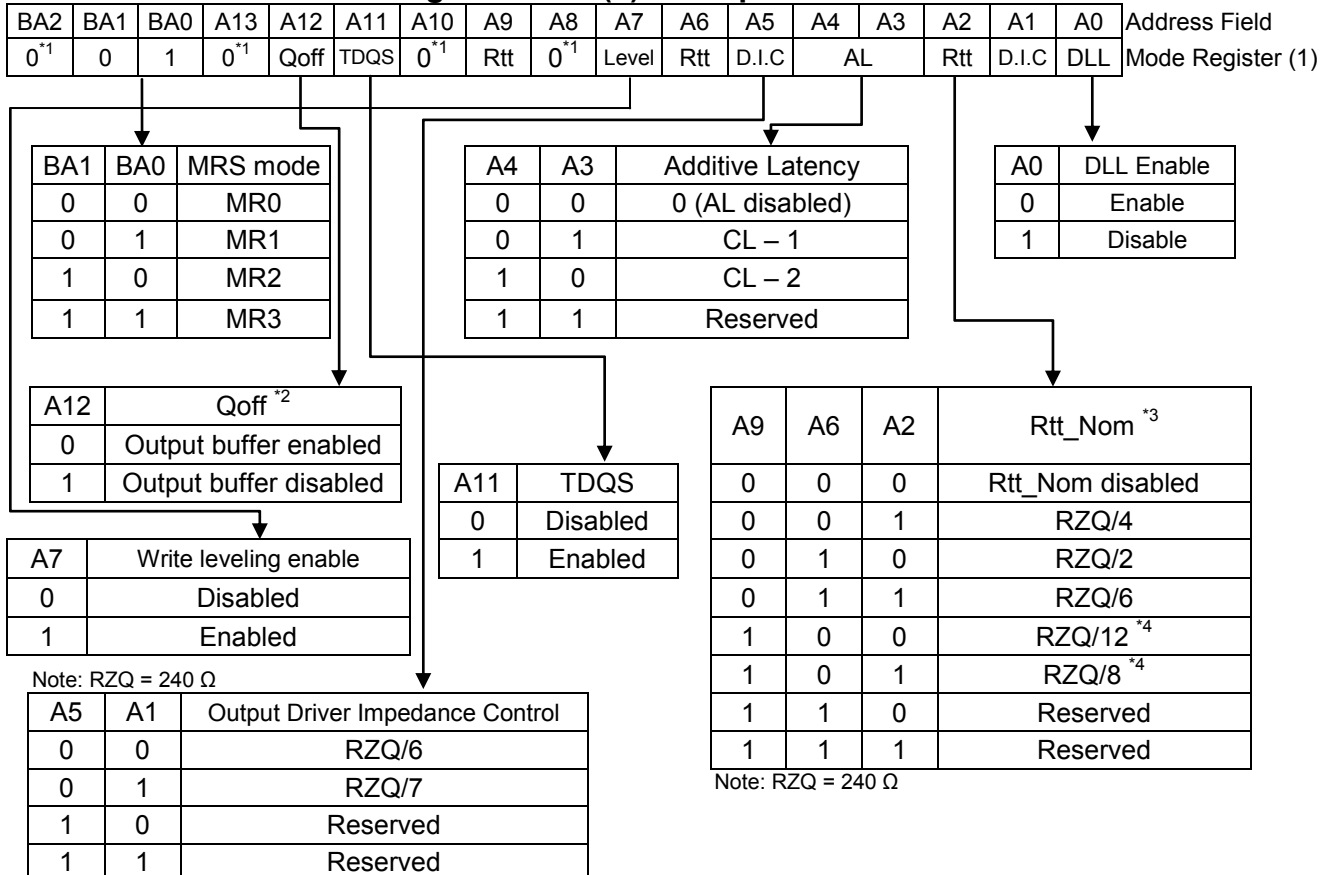 BA2 BA1 BA0 A13 A12 A11 A10 A9 A8 A7 A6 A5 A4 A3 A2 A1 A0 Address Field
0*1 0 1 0*1 Qoff TDQS 0*1 Rtt 0*1 Level Rtt D.I.C AL Rtt D.I.C DLL Mode Register (1)
BA1 BA0 MRS mode
0 0 MR0
0 1 MR1
1 0 MR2
1 1 MR3
A4 A3 Additive Latency
0 0 0 (AL disabled)
0 1 CL – 1
1 0 CL – 2
1 1 Reserved
A0 DLL Enable
0 Enable
1 Disable
A12 Qoff *2
0 Output buffer enabled
1 Output buffer disabled
A11 TDQS
0 Disabled
1 Enabled
A9 A6 A2 Rtt_Nom *3
0 0 0 Rtt_Nom disabled
0 0 1 RZQ/4
0 1 0 RZQ/2
0 1 1 RZQ/6
1 0 0 RZQ/12 *4
1 0 1 RZQ/8 *4
1 1 0 Reserved
1 1 1 Reserved
Note: RZQ = 240 Ω
A7 Write leveling enable
0 Disabled
1 Enabled
Note: RZQ = 240 Ω
A5 A1 Output Driver Impedance Control
0 0 RZQ/6
0 1 RZQ/7
1 0 Reserved
1 1 Reserved